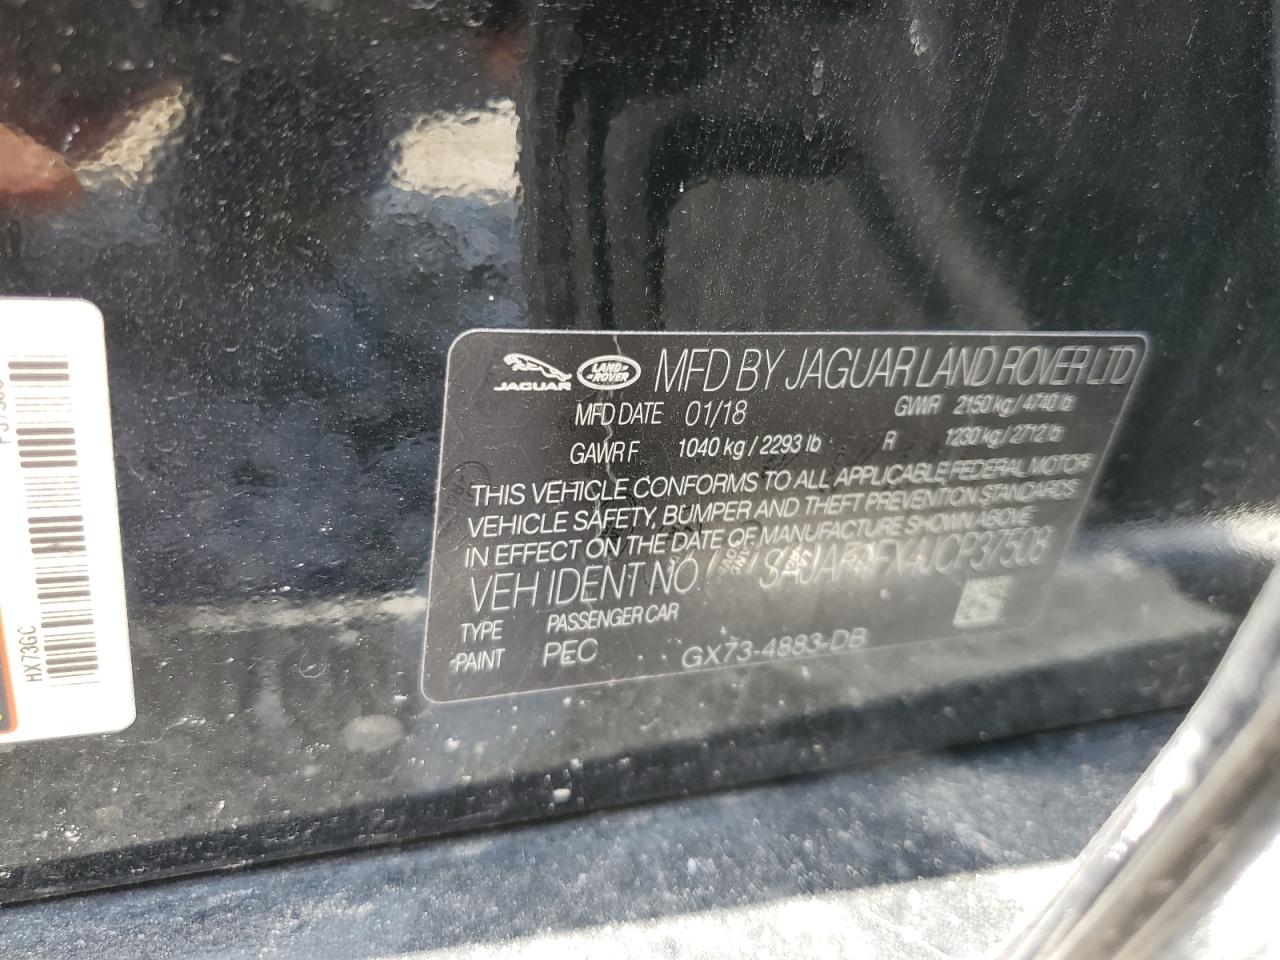 JAGUAR LAND ROVER MFD BY JAGUAR LAND ROVER LTD
MFD DATE 01/18 GWR 2150 kg / 4740 lb
GAWR F 1040 kg / 2293 lb R 1230 kg / 2712 lb
THIS VEHICLE CONFORMS TO ALL APPLICABLE FEDERAL MOTOR
VEHICLE SAFETY, BUMPER AND THEFT PREVENTION STANDARDS
IN EFFECT ON THE DATE OF MANUFACTURE SHOWN ABOVE
VEH IDENT NO.
TYPE PASSENGER CAR
PAINT PEC GX73-4883-DB
HX73GC